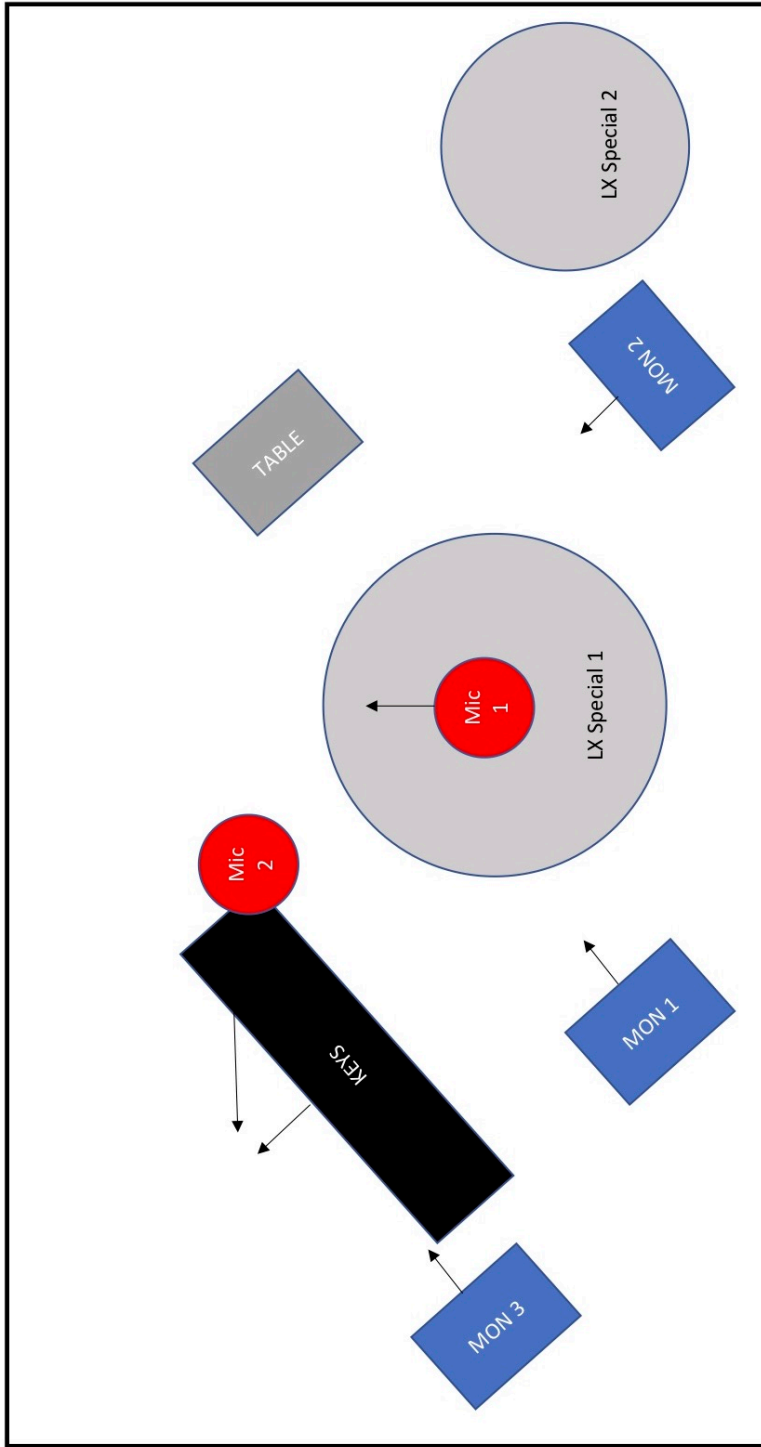 LX Special 2
MON 2
TABLE
Mic
1
LX Special 1
Mic
2
KEYS
MON 1
MON 3